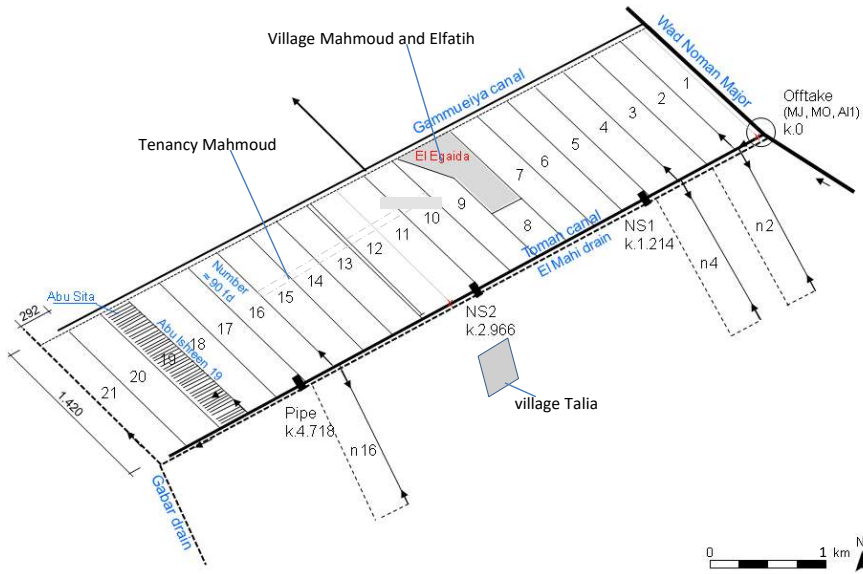 Village Mahmoud and Elfatih
Wad Noman Major
Offtake
(MJ, MO, AI1)
k.0
Gammueiya canal
Tenancy Mahmoud
El Egaida
1
2
3
4
5
6
7
8
9
10
11
12
13
14
15
16
17
18
19
20
21
Toman canal
El Mahi drain
NS1
k.1.214
n2
n4
Number
≈ 90 fd
Abu Sita
292
Abu Ishreen 19
NS2
k.2.966
village Talia
1.420
Pipe
k.4.718
n16
Gabar drain
0 1 km
N